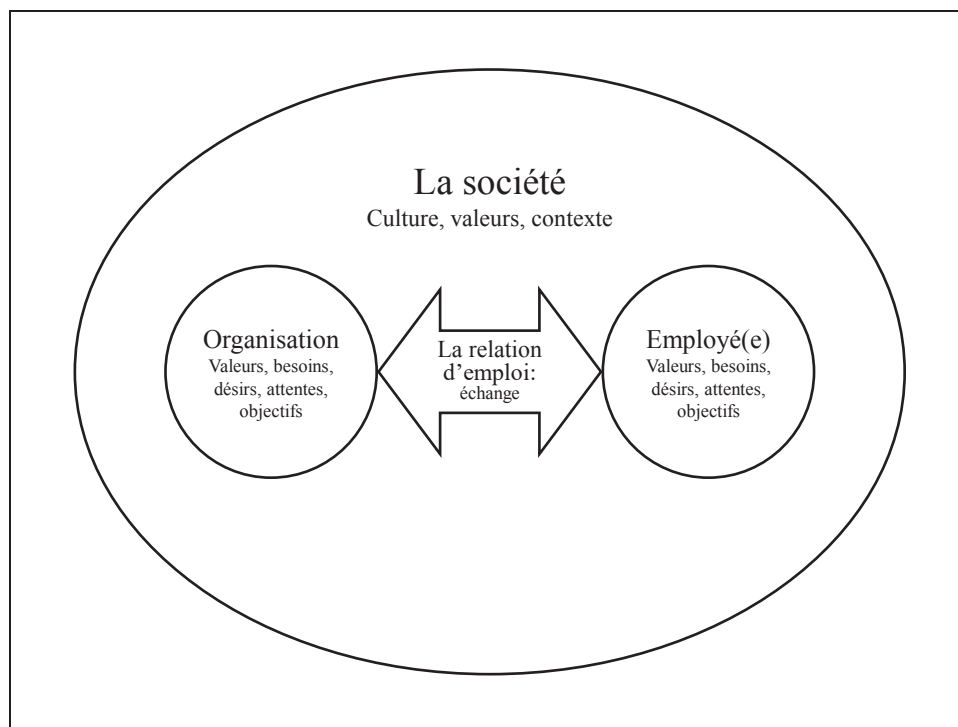 La société
Culture, valeurs, contexte
Organisation
Valeurs, besoins,
désirs, attentes,
objectifs
La relation
d’emploi:
échange
Employé(e)
Valeurs, besoins,
désirs, attentes,
objectifs